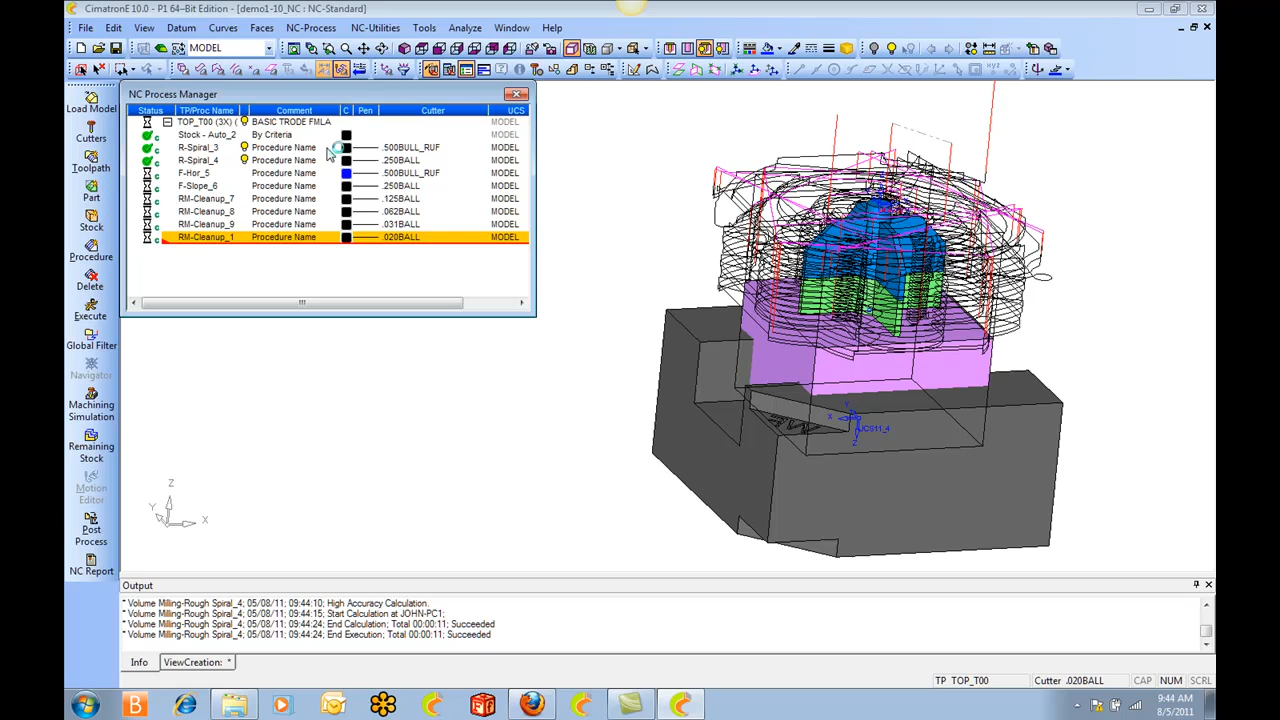 CimatronE 10.0 - P1 64-Bit Edition - [demo1-10_NC : NC-Standard]
File Edit View Datum Curves Faces NC-Process NC-Utilities Tools Analyze Window Help
MODEL
NC Process Manager
Status TP/Proc Name Comment C Pen Cutter UCS
TOP_T00 (3X) ( BASIC TRODE FMLA MODEL
Stock - Auto_2 By Criteria MODEL
R-Spiral_3 Procedure Name .500BULL_RUF MODEL
R-Spiral_4 Procedure Name .250BALL MODEL
F-Hor_5 Procedure Name .500BULL_RUF MODEL
F-Slope_6 Procedure Name .250BALL MODEL
RM-Cleanup_7 Procedure Name .125BALL MODEL
RM-Cleanup_8 Procedure Name .062BALL MODEL
RM-Cleanup_9 Procedure Name .031BALL MODEL
RM-Cleanup_1 Procedure Name .020BALL MODEL
Load Model
Cutters
Toolpath
Part
Stock
Procedure
Delete
Execute
Global Filter
Navigator
Machining Simulation
Remaining Stock
Motion Editor
Post Process
NC Report
X
Y
Z
UCS11_4
Z
Y
X
Output
* Volume Milling-Rough Spiral_4; 05/08/11; 09:44:10; High Accuracy Calculation.
* Volume Milling-Rough Spiral_4; 05/08/11; 09:44:15; Start Calculation at JOHN-PC1;
* Volume Milling-Rough Spiral_4; 05/08/11; 09:44:24; End Calculation; Total 00:00:11; Succeeded
* Volume Milling-Rough Spiral_4; 05/08/11; 09:44:24; End Execution; Total 00:00:11; Succeeded
Info ViewCreation: *
TP TOP_T00 Cutter .020BALL CAP NUM SCRL
9:44 AM
8/5/2011